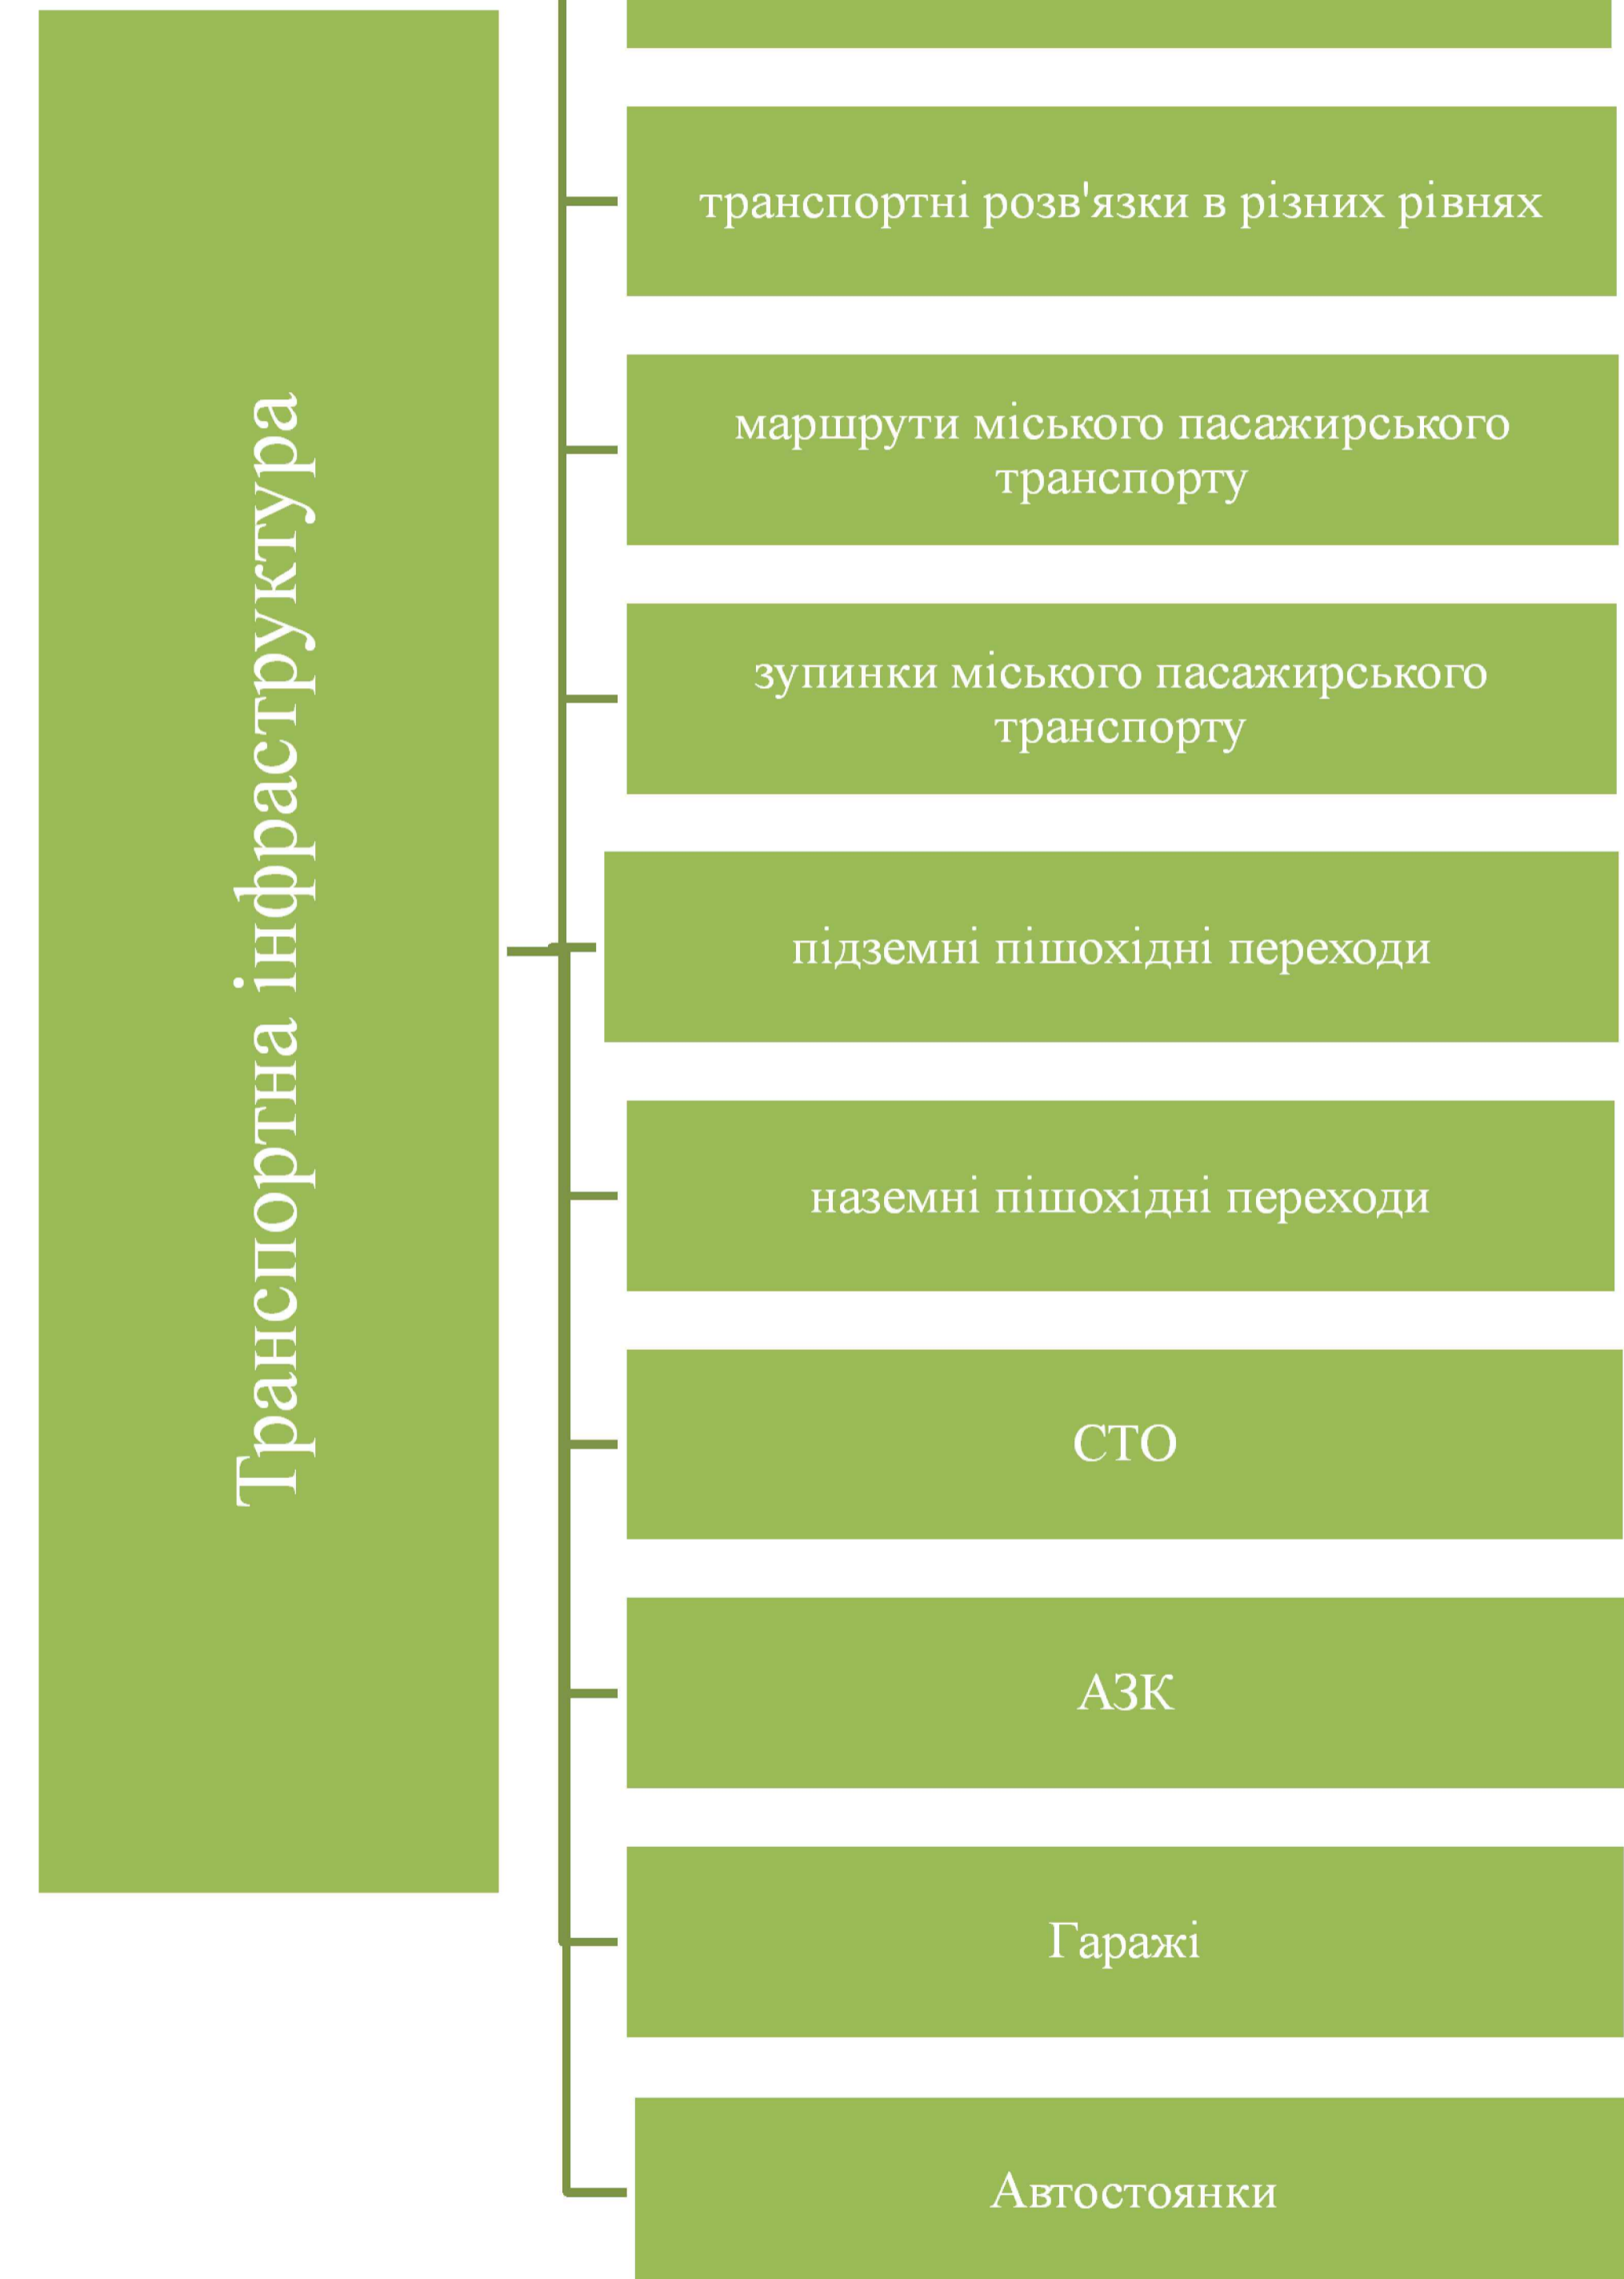 Транспортна інфраструктура
транспортні розв'язки в різних рівнях
маршрути міського пасажирського
транспорту
зупинки міського пасажирського
транспорту
підземні пішохідні переходи
наземні пішохідні переходи
СТО
АЗК
Гаражі
Автостоянки